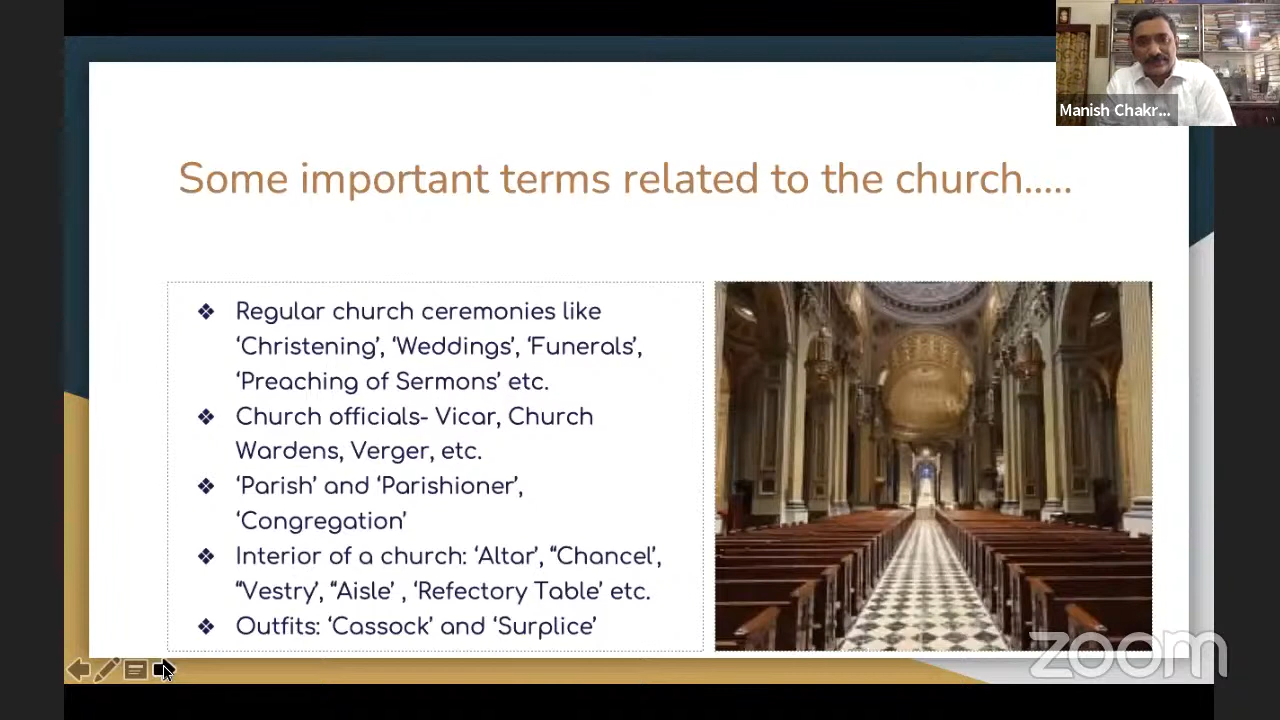 Manish Chakr...
Some important terms related to the church.....
❖ Regular church ceremonies like
‘Christening’, ‘Weddings’, ‘Funerals’,
‘Preaching of Sermons’ etc.
❖ Church officials- Vicar, Church
Wardens, Verger, etc.
❖ ‘Parish’ and ‘Parishioner’,
‘Congregation’
❖ Interior of a church: ‘Altar’, “Chancel’,
“Vestry’, “Aisle’ , ‘Refectory Table’ etc.
❖ Outfits: ‘Cassock’ and ‘Surplice’
zoom